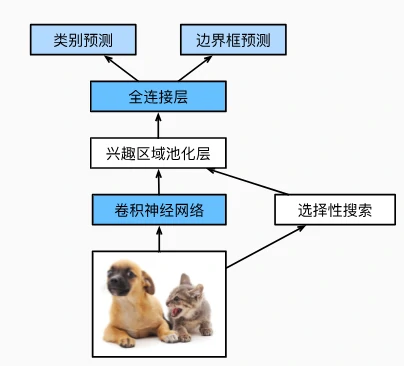 类别预测
边界框预测
全连接层
兴趣区域池化层
卷积神经网络
选择性搜索